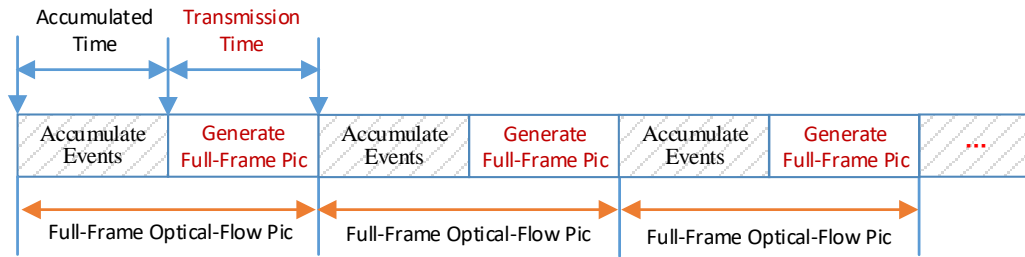 Accumulated
Time
Transmission
Time
Accumulate
Events
Generate
Full-Frame Pic
Accumulate
Events
Generate
Full-Frame Pic
Accumulate
Events
Generate
Full-Frame Pic
...
Full-Frame Optical-Flow Pic
Full-Frame Optical-Flow Pic
Full-Frame Optical-Flow Pic